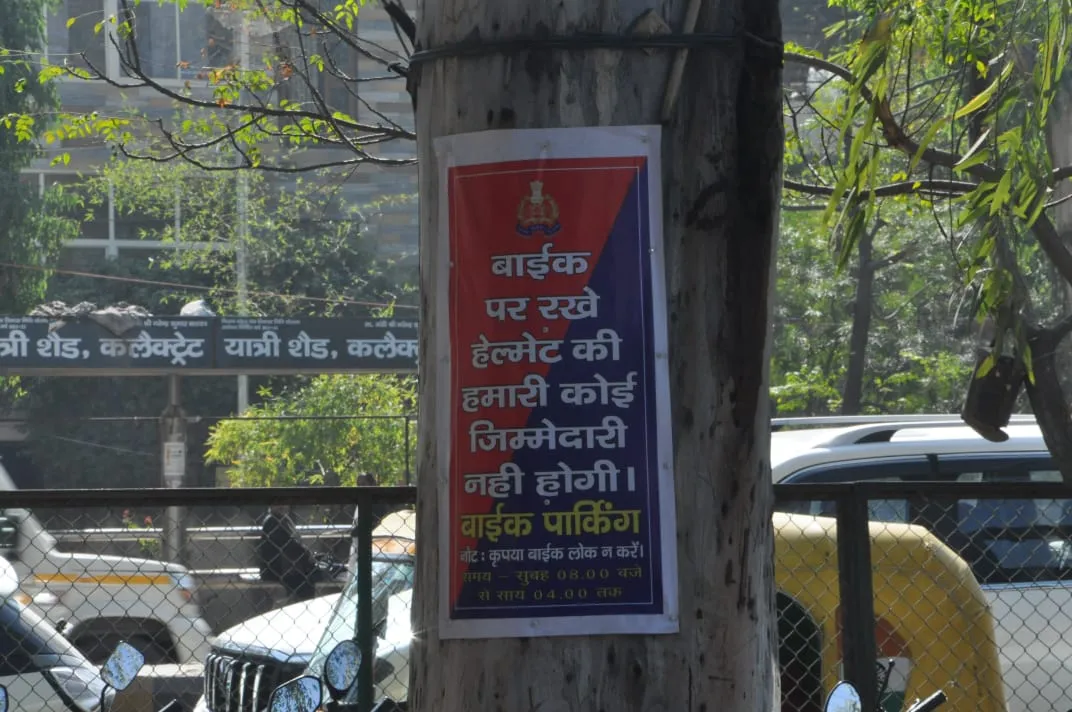 बाईक
पर रखे
हेल्मेट की
हमारी कोई
जिम्मेदारी
नही होगी।
बाईक पार्किंग
नोट : कृपया बाईक लोक न करें।
समय – सुबह 08.00 बजे
से सायं 04.00 तक
त्री शैड, कलैक्ट्रेट
यात्री शैड, कलैक्